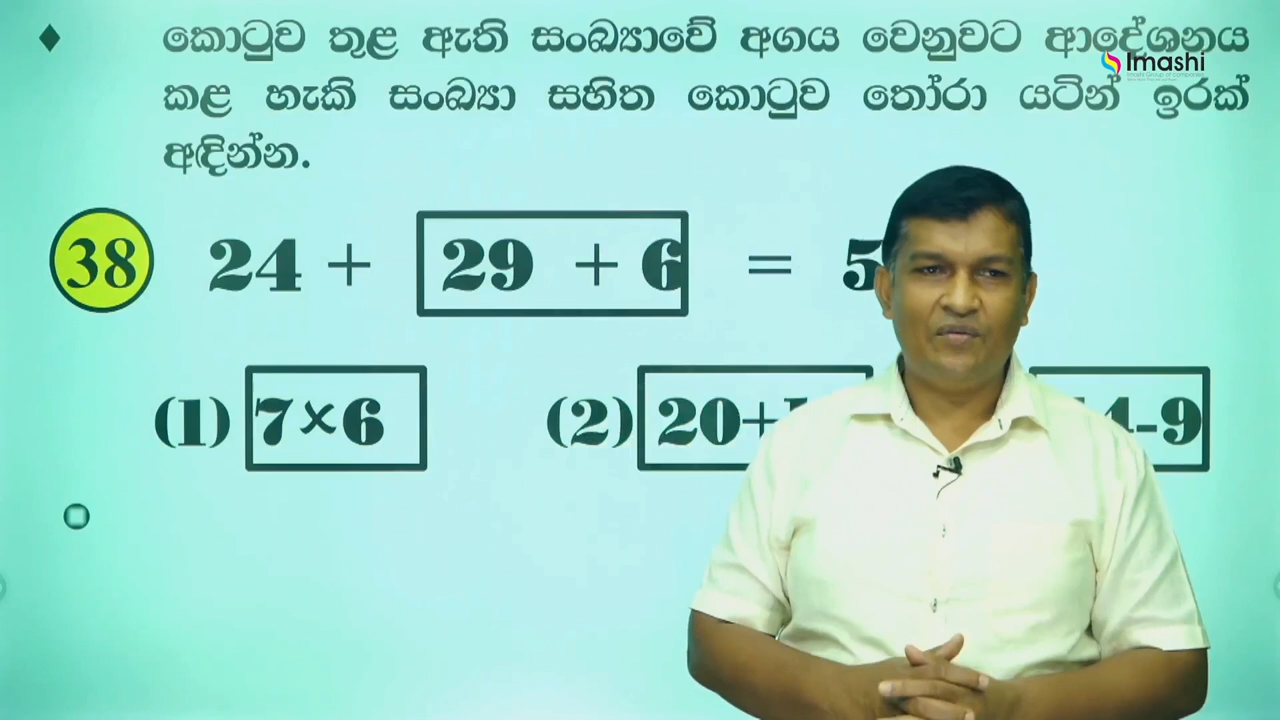 ♦ කොටුව තුළ ඇති සංඛ්‍යාවේ අගය වෙනුවට ආදේශනය
කළ හැකි සංඛ්‍යා සහිත කොටුව තෝරා යටින් ඉරක්
අඳින්න.
Imashi
38 24 + 29 + 6 = 5
(1) 7×6 (2) 20+ 4-9